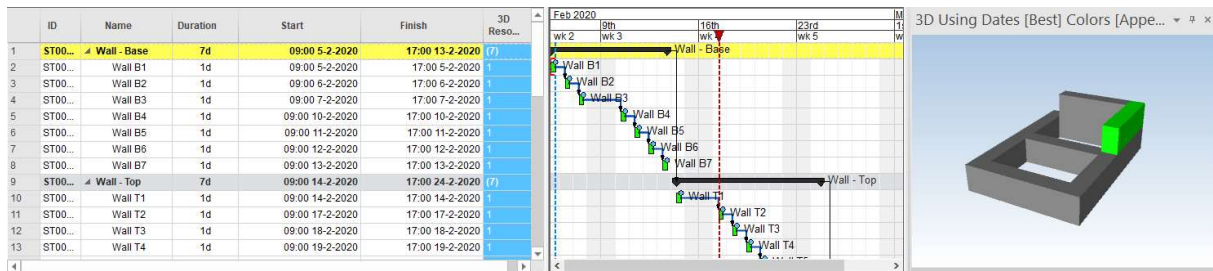 ID Name Duration Start Finish 3D Reso...
1 ST00... Wall - Base 7d 09:00 5-2-2020 17:00 13-2-2020 (7)
2 ST00... Wall B1 1d 09:00 5-2-2020 17:00 5-2-2020 1
3 ST00... Wall B2 1d 09:00 6-2-2020 17:00 6-2-2020 1
4 ST00... Wall B3 1d 09:00 7-2-2020 17:00 7-2-2020 1
5 ST00... Wall B4 1d 09:00 10-2-2020 17:00 10-2-2020 1
6 ST00... Wall B5 1d 09:00 11-2-2020 17:00 11-2-2020 1
7 ST00... Wall B6 1d 09:00 12-2-2020 17:00 12-2-2020 1
8 ST00... Wall B7 1d 09:00 13-2-2020 17:00 13-2-2020 1
9 ST00... Wall - Top 7d 09:00 14-2-2020 17:00 24-2-2020 (7)
10 ST00... Wall T1 1d 09:00 14-2-2020 17:00 14-2-2020 1
11 ST00... Wall T2 1d 09:00 17-2-2020 17:00 17-2-2020 1
12 ST00... Wall T3 1d 09:00 18-2-2020 17:00 18-2-2020 1
13 ST00... Wall T4 1d 09:00 19-2-2020 17:00 19-2-2020 1
Feb 2020
9th 16th 23rd
wk 2 wk 3 wk wk 5
Wall - Base
Wall B1
Wall B2
Wall B3
Wall B4
Wall B5
Wall B6
Wall B7
Wall - Top
Wall T1
Wall T2
Wall T3
Wall T4
3D Using Dates [Best] Colors [Appe...